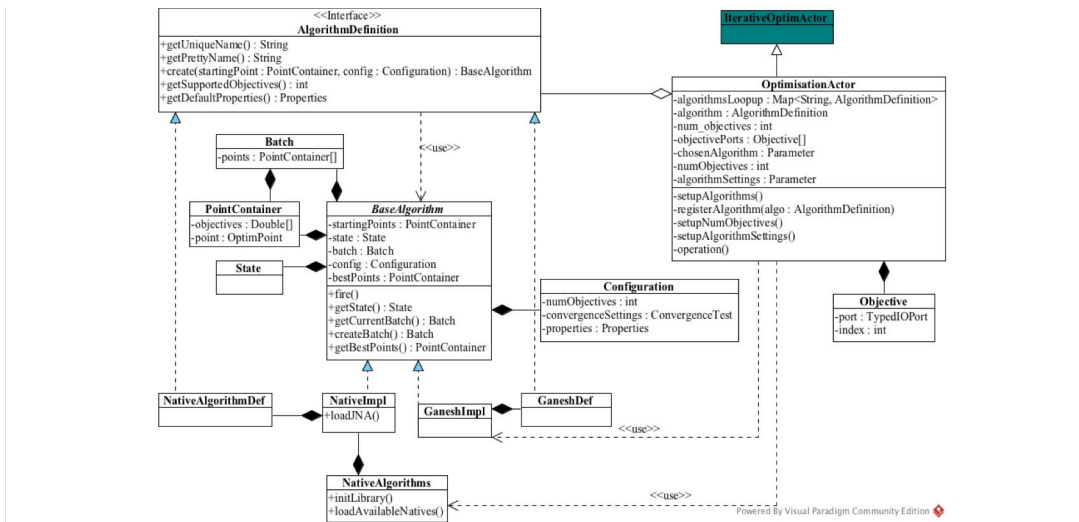 <<Interface>>
AlgorithmDefinition
+getUniqueName() : String
+getPrettyName() : String
+create(startingPoint : PointContainer, config : Configuration) : BaseAlgorithm
+getSupportedObjectives() : int
+getDefaultProperties() : Properties
IterativeOptimActor
OptimisationActor
-algorithmsLoopup : Map<String, AlgorithmDefinition>
-algorithm : AlgorithmDefinition
-num_objectives : int
-objectivePorts : Objective[]
-chosenAlgorithm : Parameter
-numObjectives : int
-algorithmSettings : Parameter
-setupAlgorithms()
-registerAlgorithm(algo : AlgorithmDefinition)
-setupNumObjectives()
-setupAlgorithmSettings()
-operation()
Batch
-points : PointContainer[]
<<use>>
PointContainer
-objectives : Double[]
-point : OptimPoint
BaseAlgorithm
-startingPoints : PointContainer
-state : State
-batch : Batch
-config : Configuration
-bestPoints : PointContainer
+fire()
+getState() : State
+getCurrentBatch() : Batch
+createBatch() : Batch
+getBestPoints() : PointContainer
State
Configuration
-numObjectives : int
-convergenceSettings : ConvergenceTest
-properties : Properties
Objective
-port : TypedIOPort
-index : int
NativeAlgorithmDef
NativeImpl
+loadJNA()
GaneshImpl
GaneshDef
<<use>>
NativeAlgorithms
+initLibrary()
+loadAvailableNatives()
<<use>>
Powered By Visual Paradigm Community Edition